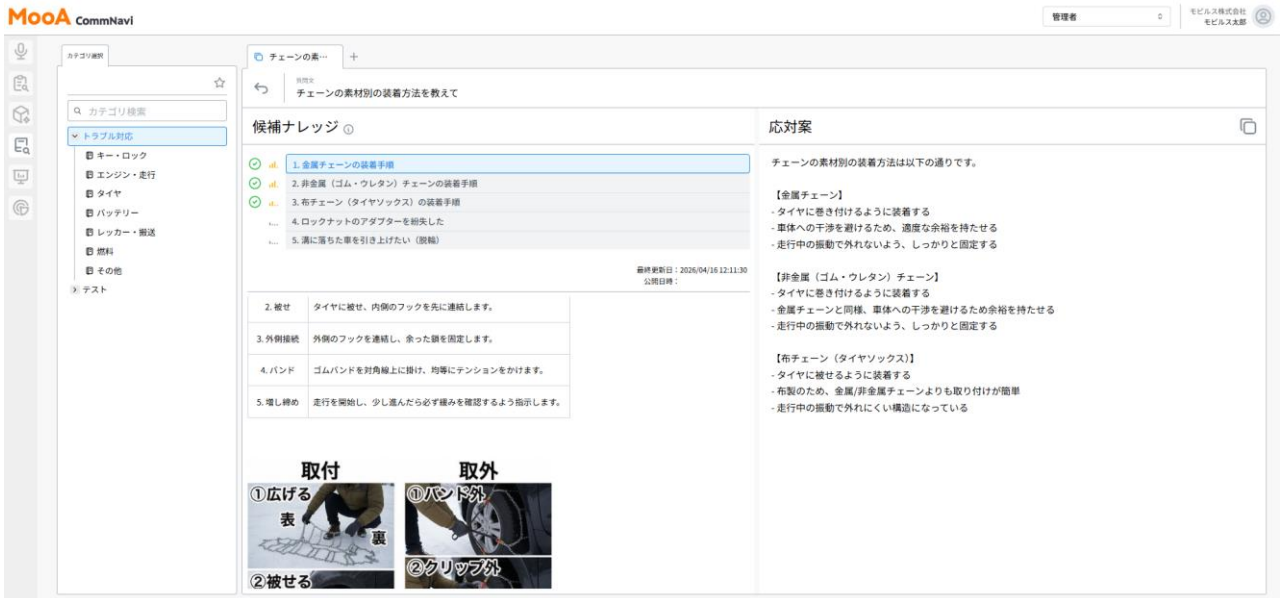 MooA CommNavi
管理者
モビルス株式会社
モビルス太郎
カテゴリ選択
カテゴリ検索
トラブル対応
キー・ロック
エンジン・走行
タイヤ
バッテリー
レッカー・搬送
燃料
その他
テスト
チェーンの素…
外問文
チェーンの素材別の装着方法を教えて
候補ナレッジ
1. 金属チェーンの装着手順
2. 非金属（ゴム・ウレタン）チェーンの装着手順
3. 布チェーン（タイヤソックス）の装着手順
4. ロックナットのアダプターを紛失した
5. 溝に落ちた車を引き上げたい（脱輪）
最終更新日：2026/04/16 12:11:30
公開日時：
2. 被せ タイヤに被せ、内側のフックを先に連結します。
3. 外側接続 外側のフックを連結し、余った鎖を固定します。
4. バンド ゴムバンドを対角線上に掛け、均等にテンションをかけます。
5. 増し締め 走行を開始し、少し進んだら必ず緩みを確認するよう指示します。
取付 取外
①広げる ①バンド外
表
裏
②クリップ外
②被せる
応対案
チェーンの素材別の装着方法は以下の通りです。
【金属チェーン】
- タイヤに巻き付けるように装着する
- 車体への干渉を避けるため、適度な余裕を持たせる
- 走行中の振動で外れないよう、しっかりと固定する
【非金属（ゴム・ウレタン）チェーン】
- タイヤに巻き付けるように装着する
- 金属チェーンと同様、車体への干渉を避けるため余裕を持たせる
- 走行中の振動で外れないよう、しっかりと固定する
【布チェーン（タイヤソックス）】
- タイヤに被せるように装着する
- 布製のため、金属/非金属チェーンよりも取り付けが簡単
- 走行中の振動で外れにくい構造になっている